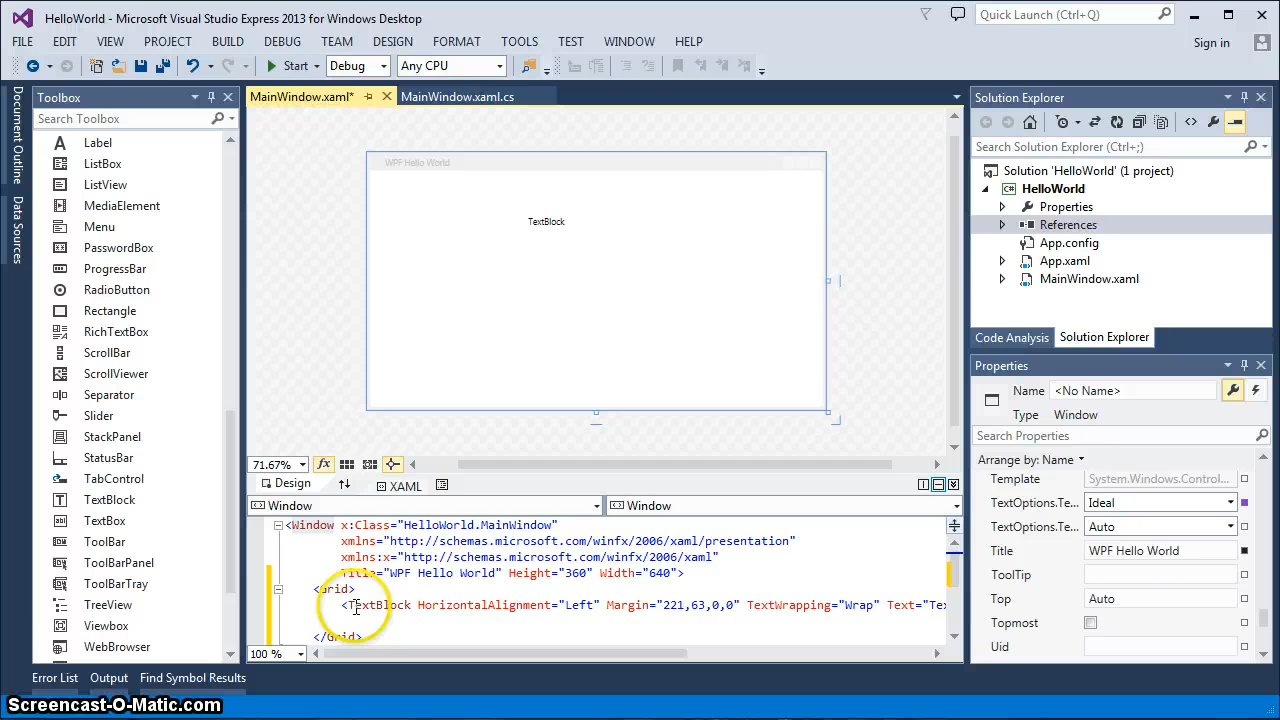 HelloWorld - Microsoft Visual Studio Express 2013 for Windows Desktop
Quick Launch (Ctrl+Q)
FILE EDIT VIEW PROJECT BUILD DEBUG TEAM DESIGN FORMAT TOOLS TEST WINDOW HELP
Sign in
Start Debug Any CPU
Document Outline
Data Sources
Toolbox
Search Toolbox
Label
ListBox
ListView
MediaElement
Menu
PasswordBox
ProgressBar
RadioButton
Rectangle
RichTextBox
ScrollBar
ScrollViewer
Separator
Slider
StackPanel
StatusBar
TabControl
TextBlock
TextBox
ToolBar
ToolBarPanel
ToolBarTray
TreeView
Viewbox
WebBrowser
MainWindow.xaml* MainWindow.xaml.cs
WPF Hello World
TextBlock
71.67% fx
Design XAML
Window Window
<Window x:Class="HelloWorld.MainWindow"
xmlns="http://schemas.microsoft.com/winfx/2006/xaml/presentation"
xmlns:x="http://schemas.microsoft.com/winfx/2006/xaml"
Title="WPF Hello World" Height="360" Width="640">
<Grid>
<TextBlock HorizontalAlignment="Left" Margin="221,63,0,0" TextWrapping="Wrap" Text="Te
</Grid>
100 %
Solution Explorer
Search Solution Explorer (Ctrl+;)
Solution 'HelloWorld' (1 project)
C# HelloWorld
Properties
References
App.config
App.xaml
MainWindow.xaml
Code Analysis Solution Explorer
Properties
Name <No Name>
Type Window
Search Properties
Arrange by: Name
Template System.Windows.Control...
TextOptions.Te... Ideal
TextOptions.Te... Auto
Title WPF Hello World
ToolTip
Top Auto
Topmost
Uid
Error List Output Find Symbol Results
Screencast-O-Matic.com